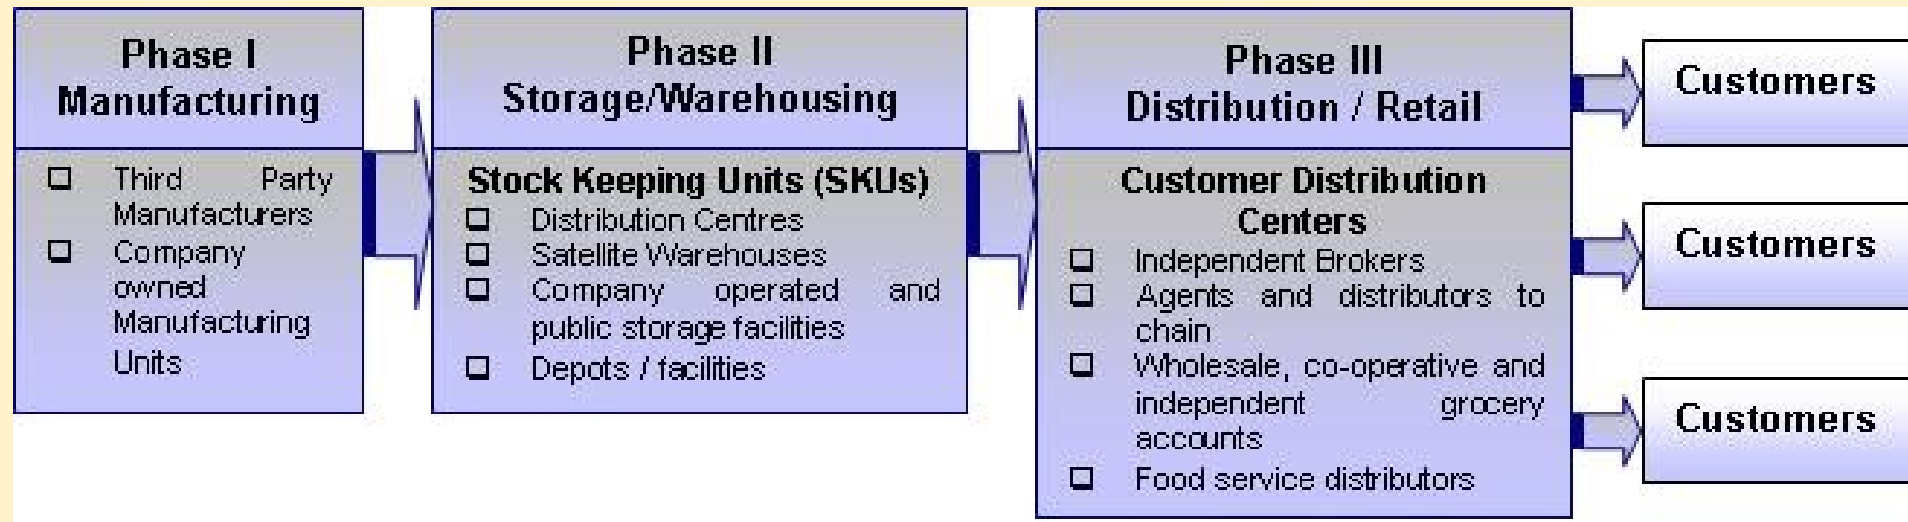 Phase I
Manufacturing
❑ Third Party
Manufacturers
❑ Company
owned
Manufacturing
Units
Phase II
Storage/Warehousing
Stock Keeping Units (SKUs)
❑ Distribution Centres
❑ Satellite Warehouses
❑ Company operated and
public storage facilities
❑ Depots / facilities
Phase III
Distribution / Retail
Customer Distribution
Centers
❑ Independent Brokers
❑ Agents and distributors to
chain
❑ Wholesale, co-operative and
independent grocery
accounts
❑ Food service distributors
Customers
Customers
Customers